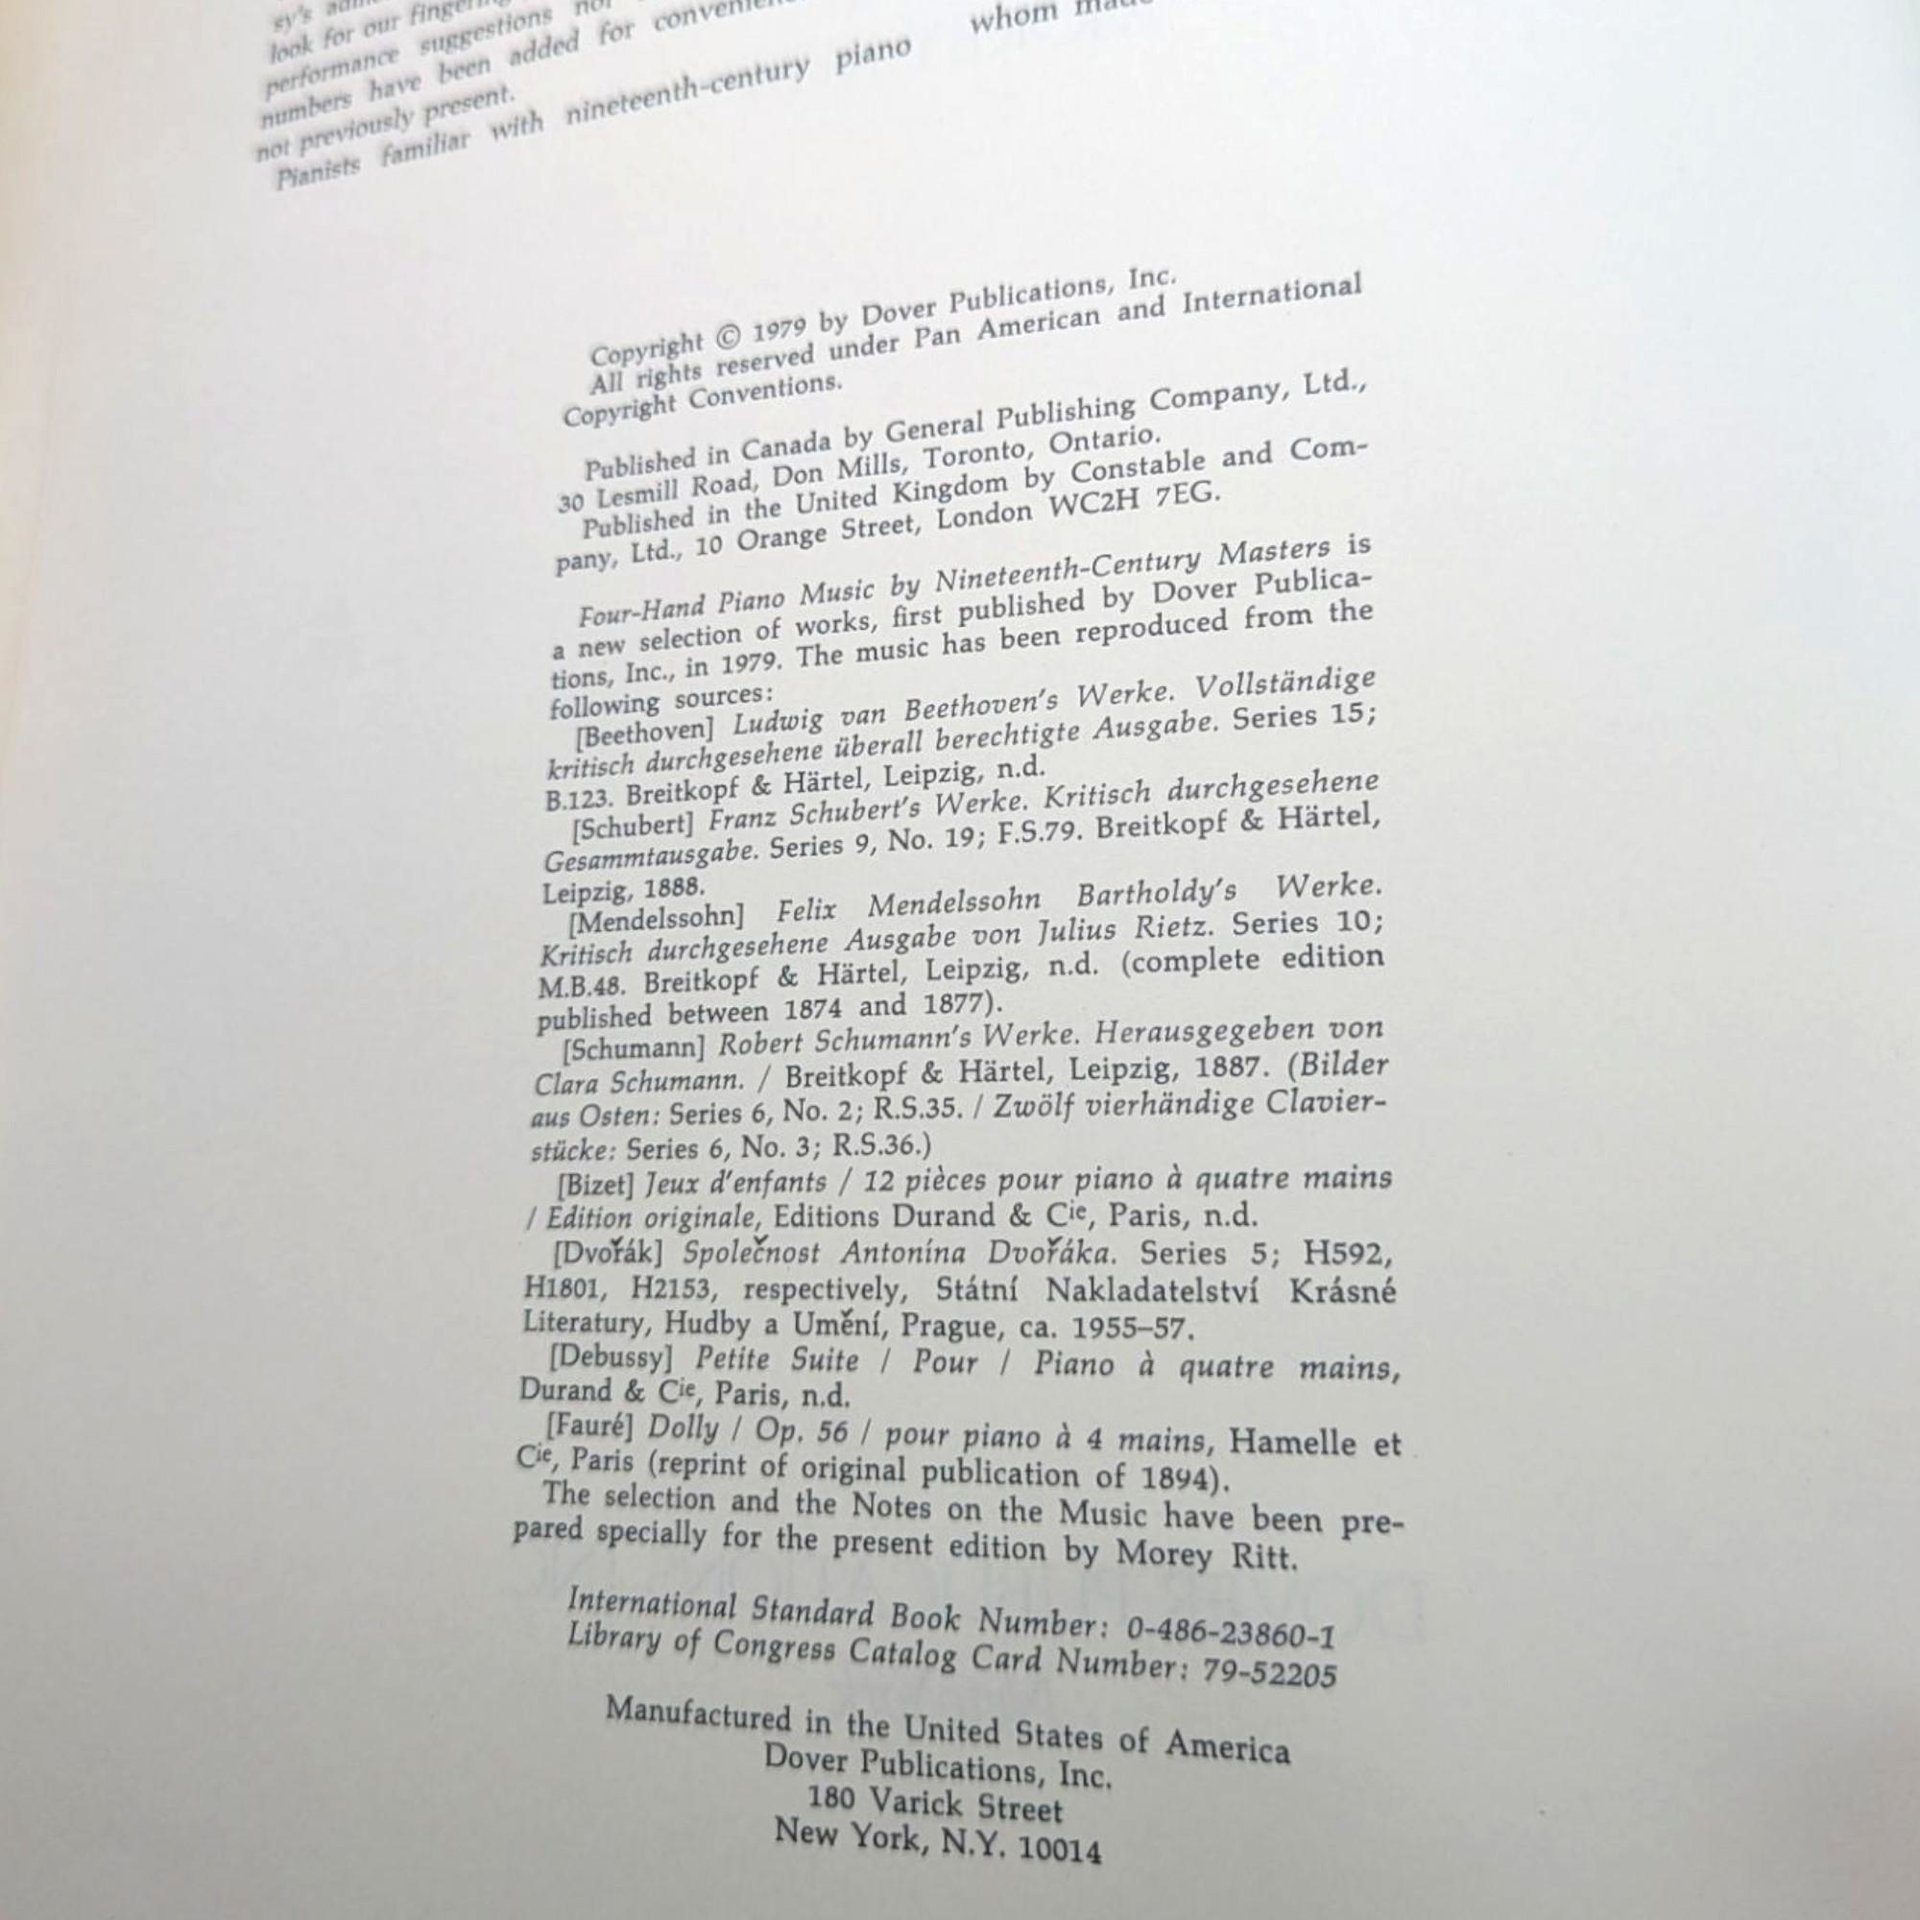 look for our
performance suggestions
numbers have been added for
not previously present.
Pianists familiar with nineteenth-century piano
whom
Copyright © 1979 by Dover Publications, Inc.
All rights reserved under Pan American and International
Copyright Conventions.
Published in Canada by General Publishing Company, Ltd.,
30 Lesmill Road, Don Mills, Toronto, Ontario.
Published in the United Kingdom by Constable and Com-
pany, Ltd., 10 Orange Street, London WC2H 7EG.
Four-Hand Piano Music by Nineteenth-Century Masters is
a new selection of works, first published by Dover Publica-
tions, Inc., in 1979. The music has been reproduced from the
following sources:
[Beethoven] Ludwig van Beethoven's Werke. Vollständige
kritisch durchgesehene überall berechtigte Ausgabe. Series 15;
B.123. Breitkopf & Härtel, Leipzig, n.d.
[Schubert] Franz Schubert's Werke. Kritisch durchgesehene
Gesammtausgabe. Series 9, No. 19; F.S.79. Breitkopf & Härtel,
Leipzig, 1888.
[Mendelssohn] Felix Mendelssohn Bartholdy's Werke.
Kritisch durchgesehene Ausgabe von Julius Rietz. Series 10;
M.B.48. Breitkopf & Härtel, Leipzig, n.d. (complete edition
published between 1874 and 1877).
[Schumann] Robert Schumann's Werke. Herausgegeben von
Clara Schumann. / Breitkopf & Härtel, Leipzig, 1887. (Bilder
aus Osten: Series 6, No. 2; R.S.35. / Zwölf vierhändige Clavier-
stücke: Series 6, No. 3; R.S.36.)
[Bizet] Jeux d'enfants / 12 pièces pour piano à quatre mains
/ Edition originale, Editions Durand & Cie, Paris, n.d.
[Dvořák] Společnost Antonína Dvořáka. Series 5; H592,
H1801, H2153, respectively, Státní Nakladatelství Krásné
Literatury, Hudby a Umění, Prague, ca. 1955–57.
[Debussy] Petite Suite / Pour / Piano à quatre mains,
Durand & Cie, Paris, n.d.
[Fauré] Dolly / Op. 56 / pour piano à 4 mains, Hamelle et
Cie, Paris (reprint of original publication of 1894).
The selection and the Notes on the Music have been pre-
pared specially for the present edition by Morey Ritt.
International Standard Book Number: 0-486-23860-1
Library of Congress Catalog Card Number: 79-52205
Manufactured in the United States of America
Dover Publications, Inc.
180 Varick Street
New York, N.Y. 10014